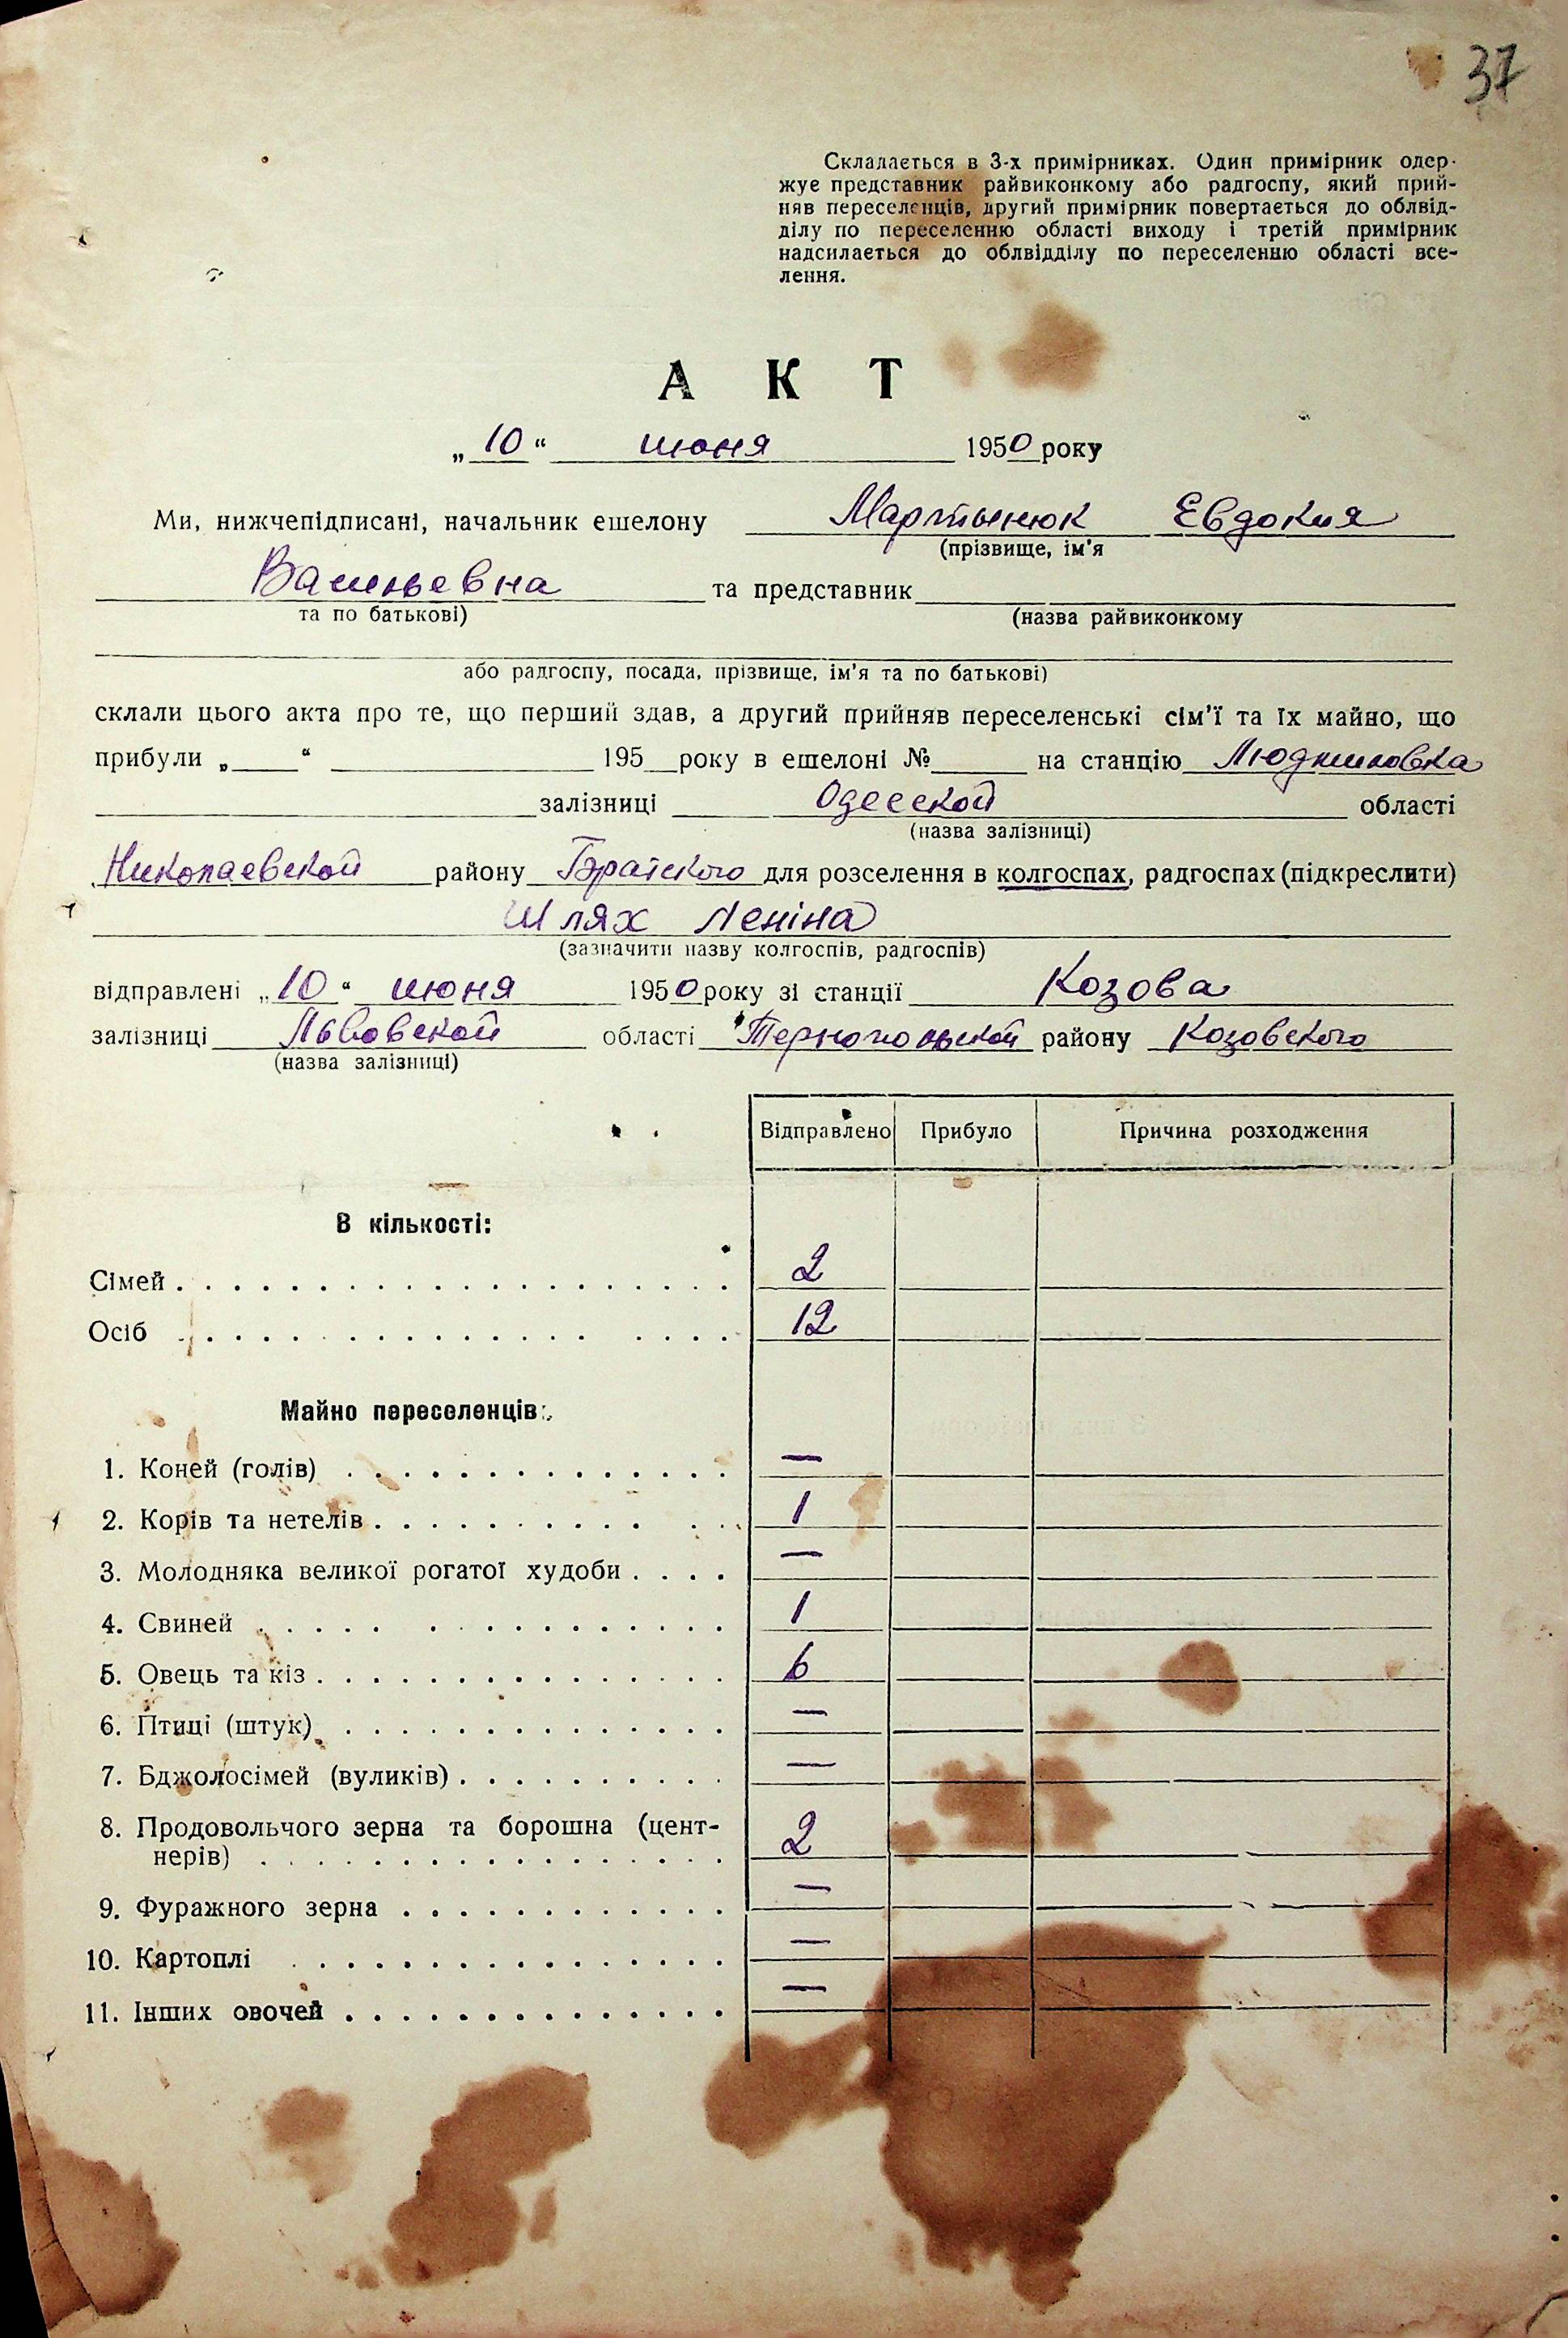 37
Складається в 3-х примірниках. Один примірник одер-
жує представник райвиконкому або радгоспу, який прий-
няв переселенців, другий примірник повертається до облвід-
ділу по переселенню області виходу і третій примірник
надсилається до облвідділу по переселенню області все-
лення.
АКТ
„10“ июня 1950 року
Ми, нижчепідписані, начальник ешелону Мартынюк Евдокия
(прізвище, ім'я
Васильевна та представник
та по батькові) (назва райвиконкому
або радгоспу, посада, прізвище, ім'я та по батькові)
склали цього акта про те, що перший здав, а другий прийняв переселенські сім'ї та їх майно, що
прибули „ “ 195 року в ешелоні № на станцію Людмиловка
залізниці Одесской області
(назва залізниці)
Николаевской району Братского для розселення в колгоспах, радгоспах (підкреслити)
Шлях Леніна
(зазначити назву колгоспів, радгоспів)
відправлені „10“ июня 1950 року зі станції Козова
залізниці Львовской області Тернопольской району Козовского
(назва залізниці)
Відправлено Прибуло Причина розходження
В кількості:
Сімей . . . . . . . . . . . . . . . . . . . . 2
Осіб . . . . . . . . . . . . . . . . . . . . 12
Майно переселенців:
1. Коней (голів) . . . . . . . . . . . . . . —
2. Корів та нетелів . . . . . . . . . . . . . 1
3. Молодняка великої рогатої худоби . . . . —
4. Свиней . . . . . . . . . . . . . . . . . 1
5. Овець та кіз . . . . . . . . . . . . . . . 6
6. Птиці (штук) . . . . . . . . . . . . . . —
7. Бджолосімей (вуликів) . . . . . . . . . . —
8. Продовольчого зерна та борошна (цент-
нерів) . . . . . . . . . . . . . . . . . 2
9. Фуражного зерна . . . . . . . . . . . . —
10. Картоплі . . . . . . . . . . . . . . . . —
11. Інших овочей . . . . . . . . . . . . . . —